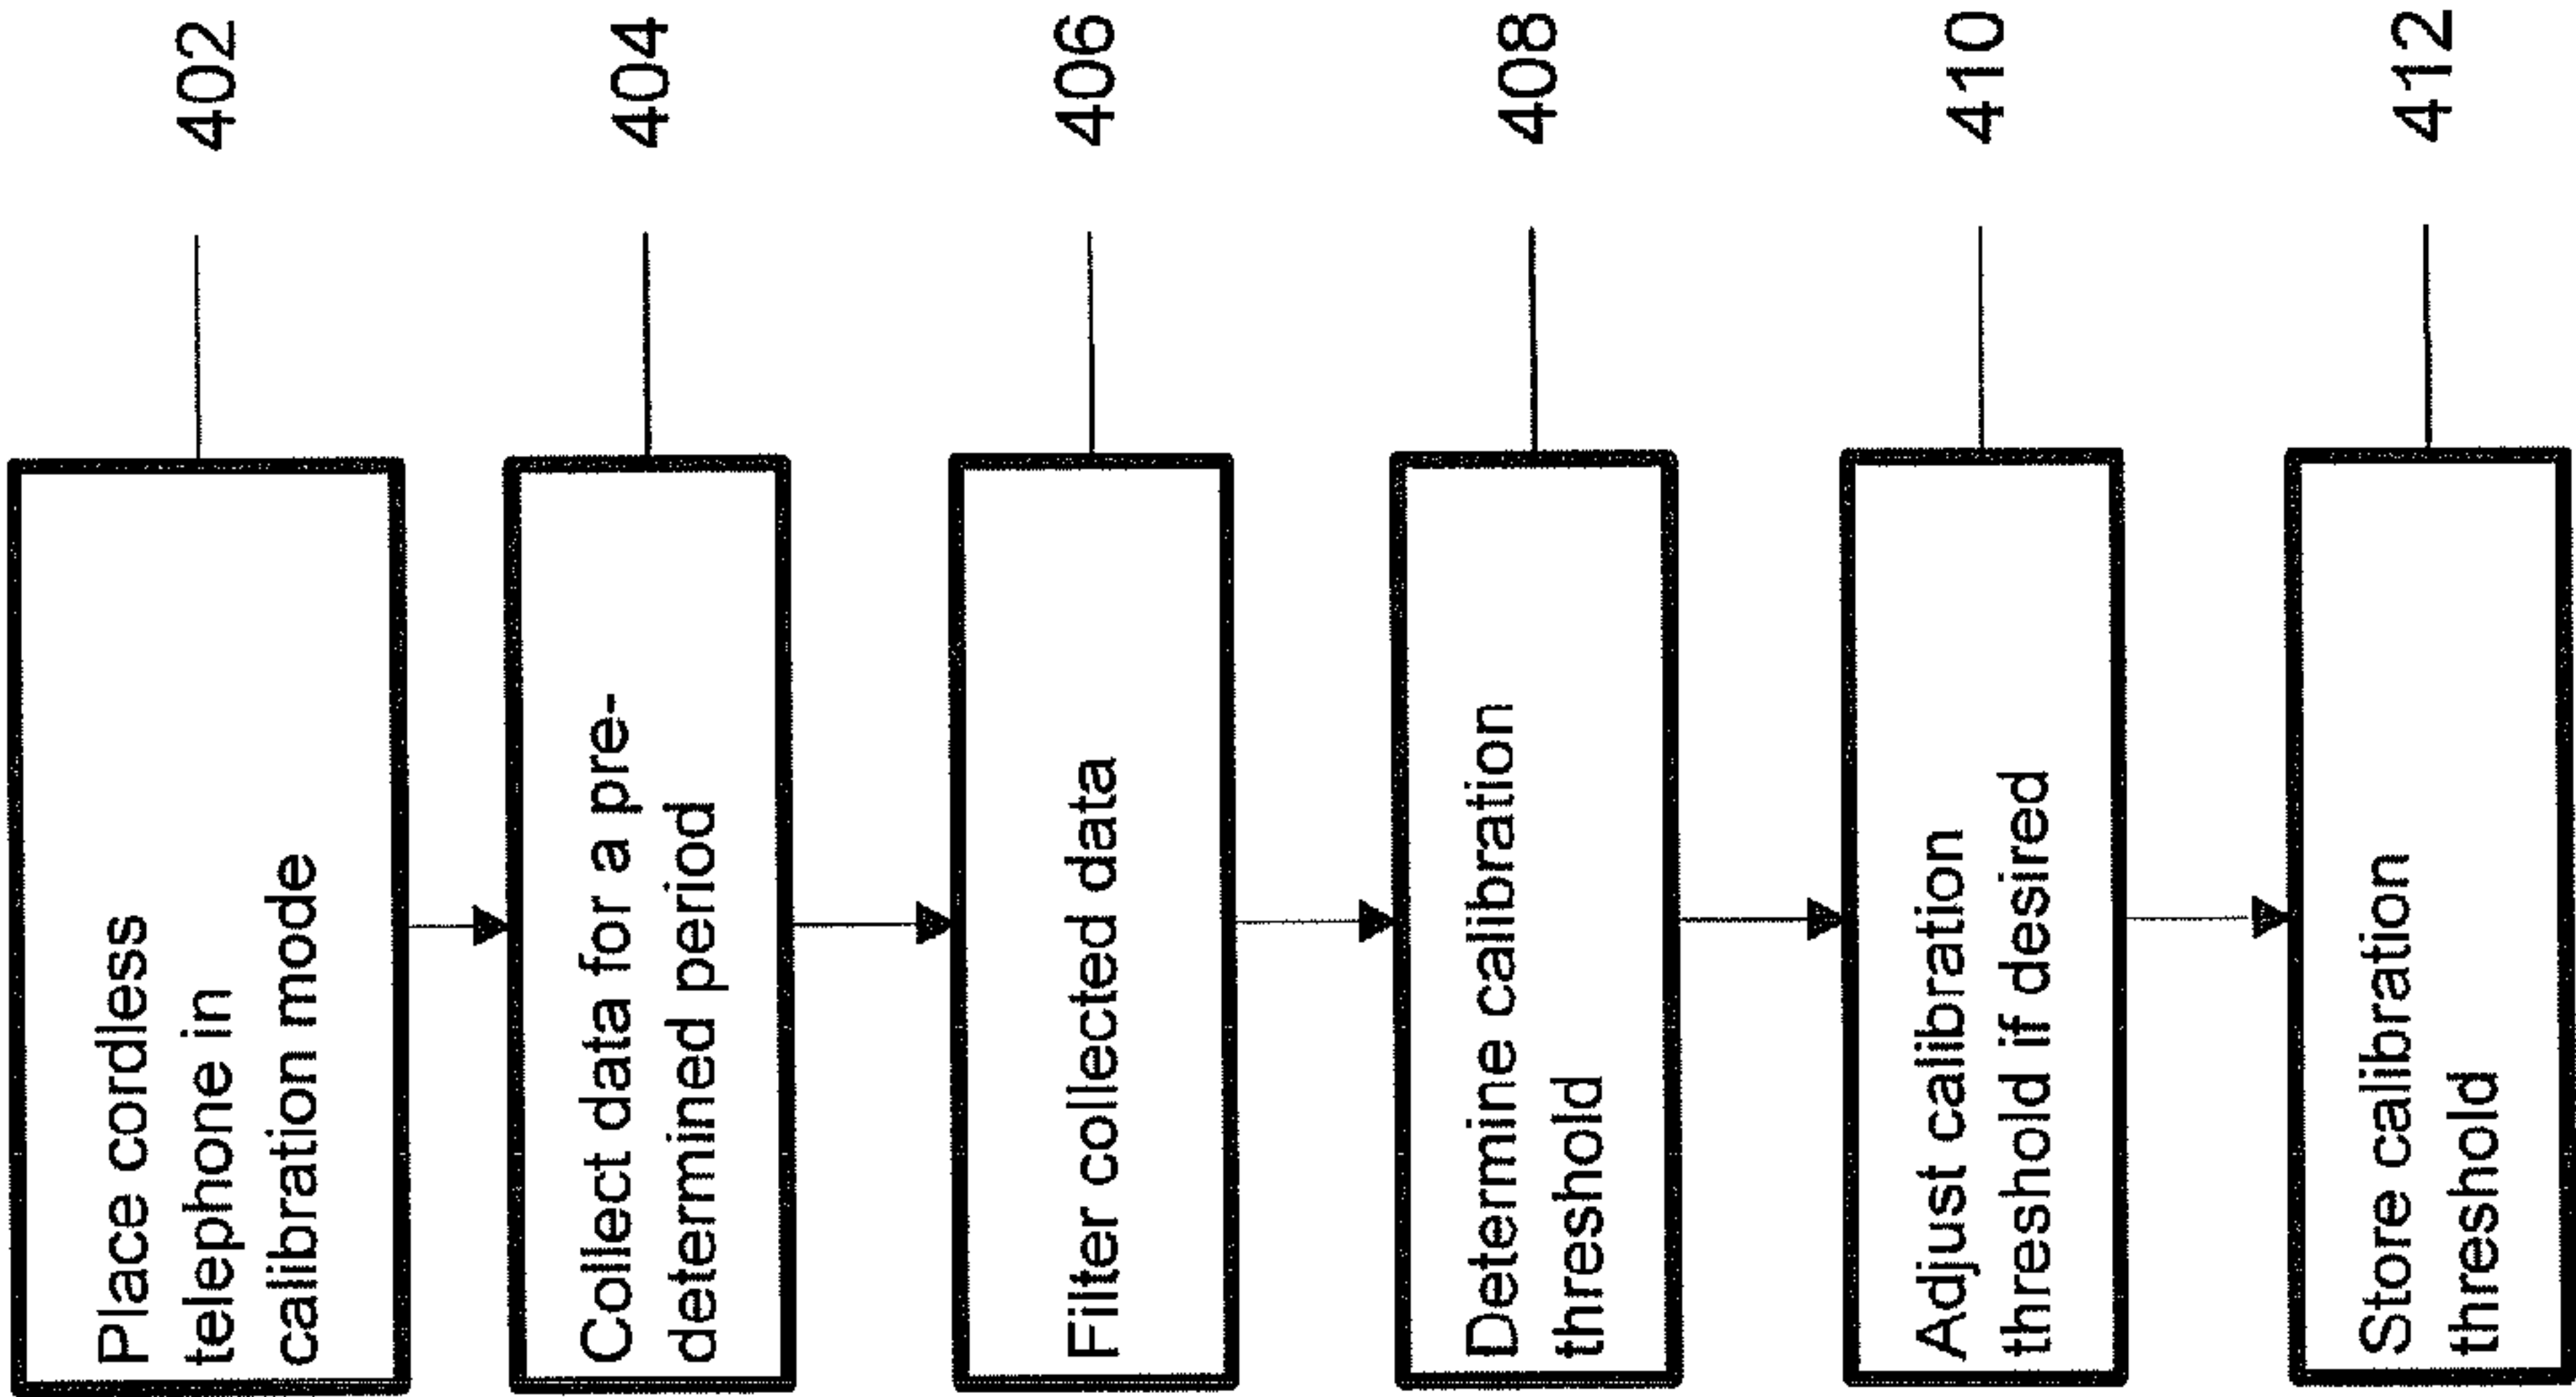 Place cordless
telephone in
calibration mode
402
Collect data for a pre-
determined period
404
Filter collected data
406
Determine calibration
threshold
408
Adjust calibration
threshold if desired
410
Store calibration
threshold
412